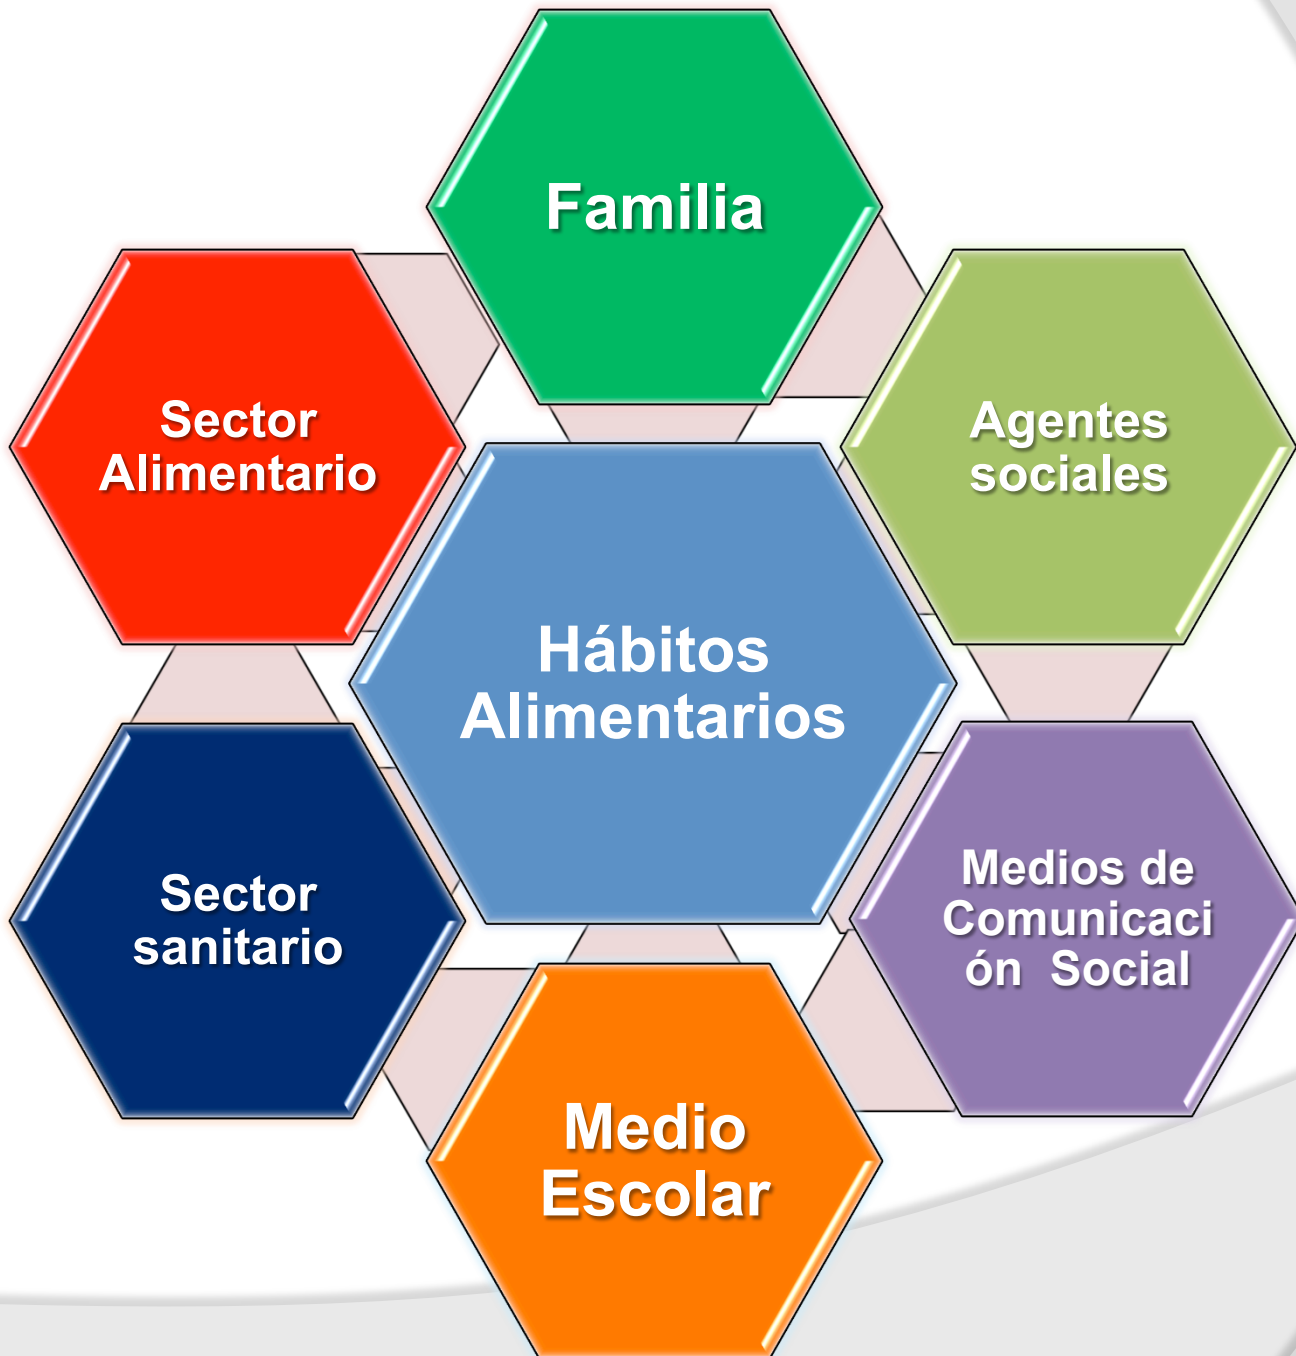 Familia
Sector
Alimentario
Agentes
sociales
Hábitos
Alimentarios
Sector
sanitario
Medios de
Comunicaci
ón  Social
Medio
Escolar